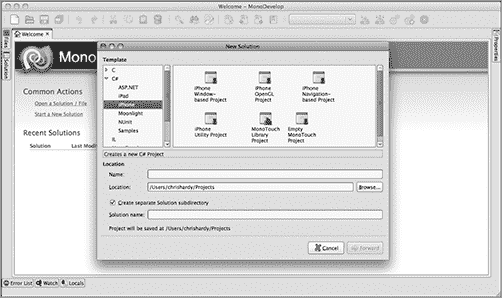 Welcome - MonoDevelop
Welcome
Files
Solution
Properties
Mono
Common Actions
Open a Solution / File
Start a New Solution
Recent Solutions
Solution
Last Modi
New Solution
Template
C
C#
ASP.NET
iPad
iPhone
Moonlight
NUnit
Samples
IL
iPhone
Window-
based Project
iPhone
OpenGL
Project
iPhone
Navigation-
based Project
iPhone
Utility Project
MonoTouch
Library
Project
Empty
MonoTouch
Project
Creates a new C# Project
Location
Name:
Location: /Users/chrishardy/Projects Browse...
Create separate Solution subdirectory
Solution name:
Project will be saved at /Users/chrishardy/Projects
Cancel Forward
Error List Watch Locals